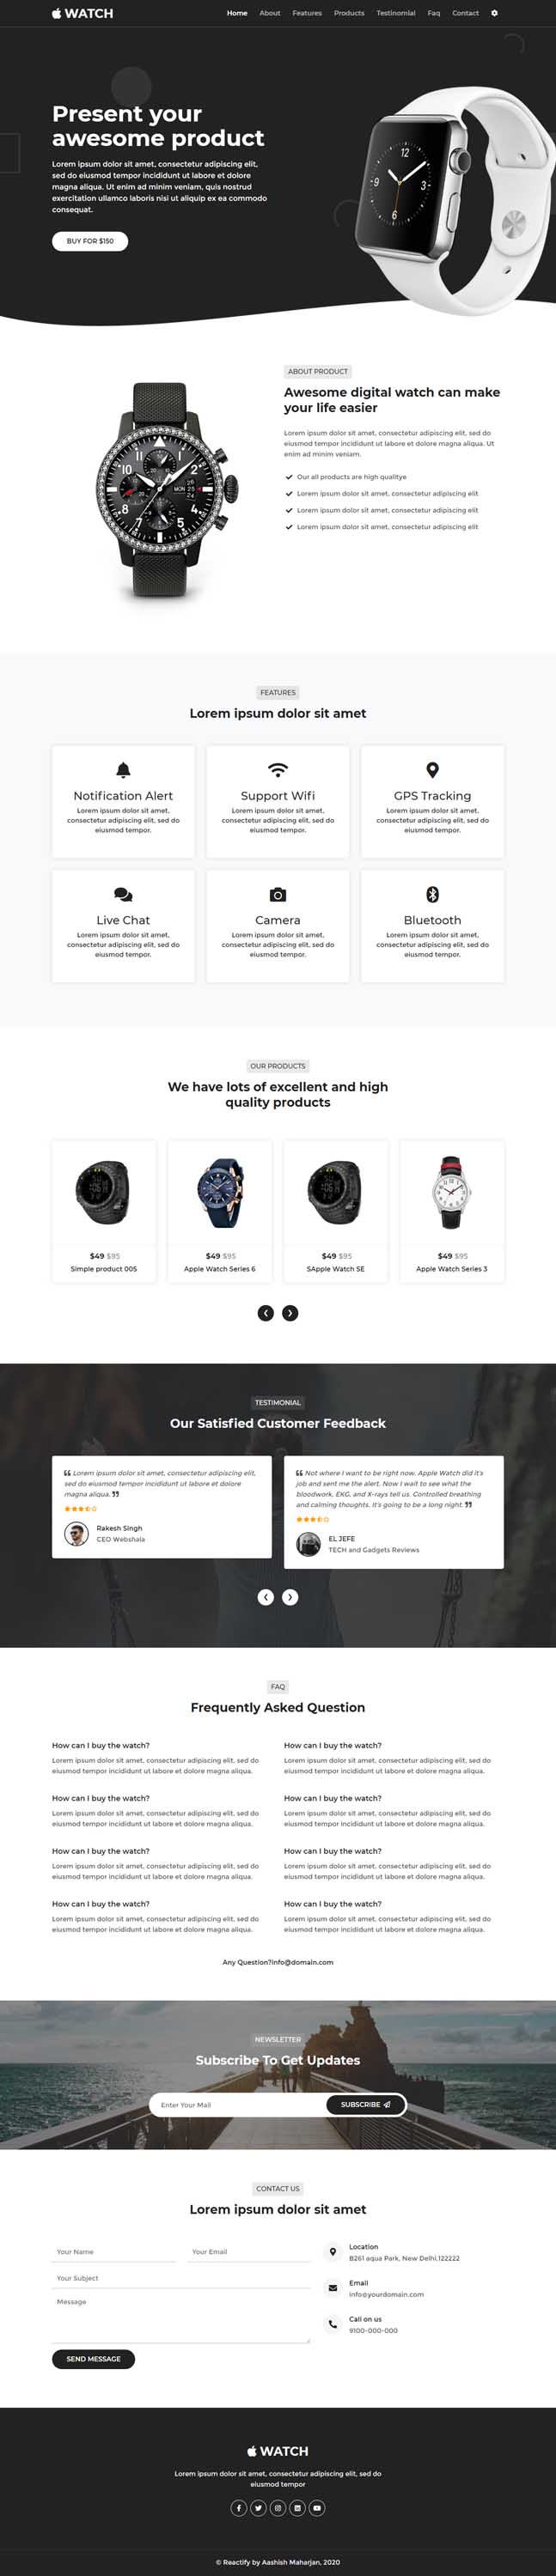 WATCH
Home About Features Products Testinomial Faq Contact
Present your
awesome product
Lorem ipsum dolor sit amet, consectetur adipiscing elit,
sed do eiusmod tempor incididunt ut labore et dolore
magna aliqua. Ut enim ad minim veniam, quis nostrud
exercitation ullamco laboris nisi ut aliquip ex ea commodo
consequat.
BUY FOR $150
12
3
6
9
ABOUT PRODUCT
Awesome digital watch can make
your life easier
Lorem ipsum dolor sit amet, consectetur adipiscing elit, sed do
eiusmod tempor incididunt ut labore et dolore magna aliqua. Ut
enim ad minim veniam.
Our all products are high qualitye
Lorem ipsum dolor sit amet, consectetur adipiscing elit
Lorem ipsum dolor sit amet, consectetur adipiscing elit
Lorem ipsum dolor sit amet, consectetur adipiscing elit
FEATURES
Lorem ipsum dolor sit amet
Notification Alert
Lorem ipsum dolor sit amet,
consectetur adipiscing elit, sed do
eiusmod tempor.
Support Wifi
Lorem ipsum dolor sit amet,
consectetur adipiscing elit, sed do
eiusmod tempor.
GPS Tracking
Lorem ipsum dolor sit amet,
consectetur adipiscing elit, sed do
eiusmod tempor.
Live Chat
Lorem ipsum dolor sit amet,
consectetur adipiscing elit, sed do
eiusmod tempor.
Camera
Lorem ipsum dolor sit amet,
consectetur adipiscing elit, sed do
eiusmod tempor.
Bluetooth
Lorem ipsum dolor sit amet,
consectetur adipiscing elit, sed do
eiusmod tempor.
OUR PRODUCTS
We have lots of excellent and high
quality products
$49 $95
Simple product 005
$49 $95
Apple Watch Series 6
$49 $95
SApple Watch SE
$49 $95
Apple Watch Series 3
TESTIMONIAL
Our Satisfied Customer Feedback
Lorem ipsum dolor sit amet, consectetur adipiscing elit,
sed do eiusmod tempor incididunt ut labore et dolore
magna aliqua.
Rakesh Singh
CEO Webshala
Not where I want to be right now. Apple Watch did it's
job and sent me the alert. Now I wait to see what the
bloodwork, EKG, and X-rays tell us. Controlled breathing
and calming thoughts. It's going to be a long night.
EL JEFE
TECH and Gadgets Reviews
FAQ
Frequently Asked Question
How can I buy the watch?
Lorem ipsum dolor sit amet, consectetur adipiscing elit, sed do
eiusmod tempor incididunt ut labore et dolore magna aliqua.
How can I buy the watch?
Lorem ipsum dolor sit amet, consectetur adipiscing elit, sed do
eiusmod tempor incididunt ut labore et dolore magna aliqua.
How can I buy the watch?
Lorem ipsum dolor sit amet, consectetur adipiscing elit, sed do
eiusmod tempor incididunt ut labore et dolore magna aliqua.
How can I buy the watch?
Lorem ipsum dolor sit amet, consectetur adipiscing elit, sed do
eiusmod tempor incididunt ut labore et dolore magna aliqua.
How can I buy the watch?
Lorem ipsum dolor sit amet, consectetur adipiscing elit, sed do
eiusmod tempor incididunt ut labore et dolore magna aliqua.
How can I buy the watch?
Lorem ipsum dolor sit amet, consectetur adipiscing elit, sed do
eiusmod tempor incididunt ut labore et dolore magna aliqua.
How can I buy the watch?
Lorem ipsum dolor sit amet, consectetur adipiscing elit, sed do
eiusmod tempor incididunt ut labore et dolore magna aliqua.
How can I buy the watch?
Lorem ipsum dolor sit amet, consectetur adipiscing elit, sed do
eiusmod tempor incididunt ut labore et dolore magna aliqua.
Any Question?info@domain.com
NEWSLETTER
Subscribe To Get Updates
Enter Your Mail
SUBSCRIBE
CONTACT US
Lorem ipsum dolor sit amet
Your Name
Your Email
Your Subject
Message
SEND MESSAGE
Location
B261 aqua Park, New Delhi,122222
Email
info@yourdomain.com
Call on us
9100-000-000
WATCH
Lorem ipsum dolor sit amet, consectetur adipiscing elit, sed do
eiusmod tempor
© Reactify by Aashish Maharjan, 2020